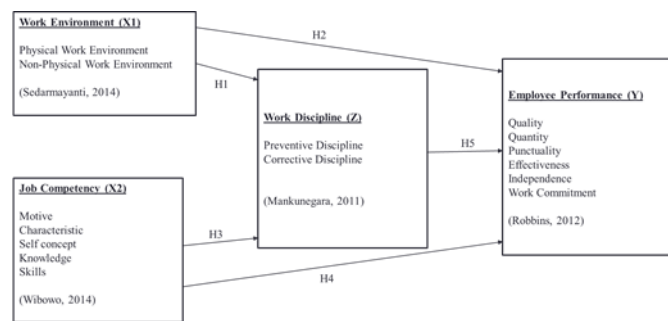 Work Environment (X1)
Physical Work Environment
Non-Physical Work Environment
(Sedarmayanti, 2014)
H2
H1
Work Discipline (Z)
Preventive Discipline
Corrective Discipline
(Mankunegara, 2011)
Employee Performance (Y)
Quality
Quantity
Punctuality
Effectiveness
Independence
Work Commitment
(Robbins, 2012)
H5
Job Competency (X2)
Motive
Characteristic
Self concept
Knowledge
Skills
(Wibowo, 2014)
H3
H4